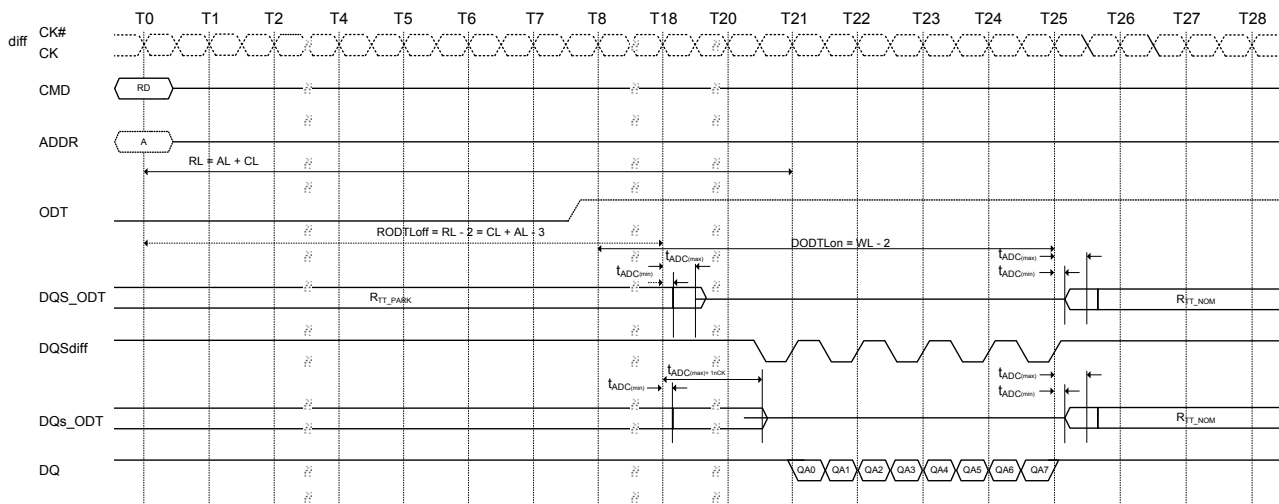 T0 T1 T2 T4 T5 T6 T7 T8 T18 T20 T21 T22 T23 T24 T25 T26 T27 T28
diff CK#
CK
CMD RD
ADDR A
RL = AL + CL
ODT
RODTLoff = RL - 2 = CL + AL - 3
DODTLon = WL - 2
tADC(max) tADC(max)
tADC(min) tADC(min)
DQS_ODT RTT_PARK RTT_NOM
DQSdiff
tADC(max)+ 1nCK tADC(max)
tADC(min) tADC(min)
DQs_ODT RTT_NOM
DQ QA0 QA1 QA2 QA3 QA4 QA5 QA6 QA7